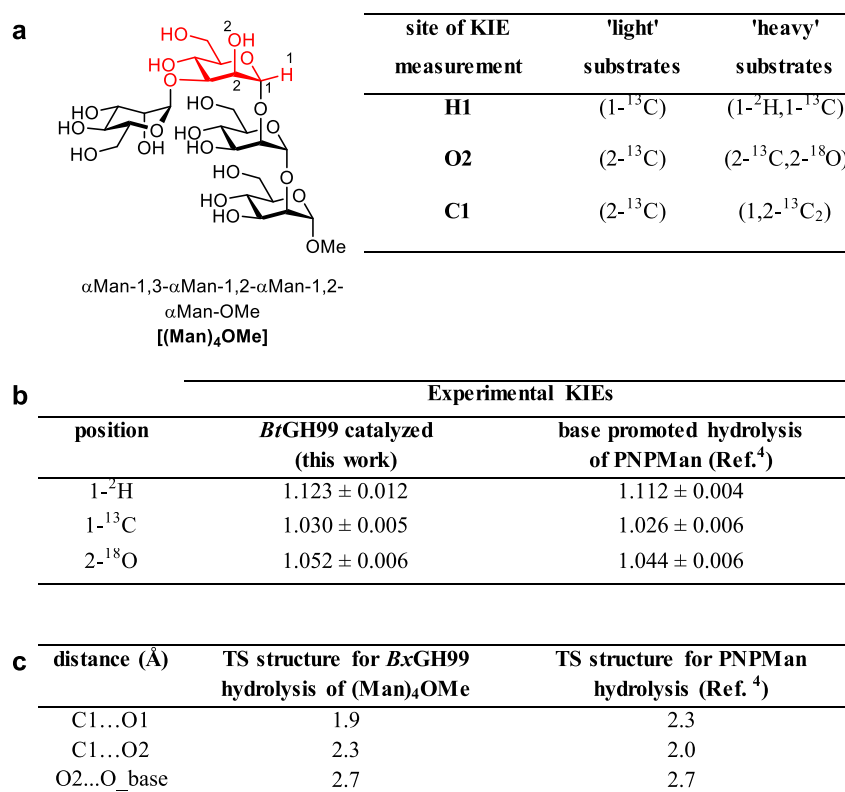 a
2
HO OH
1
HO O H
HO 2 1
O
HO HO O
HO O HO
HO O HO
HO HO O
HO O
HO O
HO
HO
OMe
αMan-1,3-αMan-1,2-αMan-1,2-
αMan-OMe
[(Man)4OMe]
site of KIE 'light' 'heavy'
measurement substrates substrates
H1 (1-¹³C) (1-²H,1-¹³C)
O2 (2-¹³C) (2-¹³C,2-¹⁸O)
C1 (2-¹³C) (1,2-¹³C₂)
b
Experimental KIEs
position BtGH99 catalyzed base promoted hydrolysis
(this work) of PNPMan (Ref.⁴)
1-²H 1.123 ± 0.012 1.112 ± 0.004
1-¹³C 1.030 ± 0.005 1.026 ± 0.006
2-¹⁸O 1.052 ± 0.006 1.044 ± 0.006
c
distance (Å) TS structure for BxGH99 TS structure for PNPMan
hydrolysis of (Man)₄OMe hydrolysis (Ref. ⁴)
C1…O1 1.9 2.3
C1…O2 2.3 2.0
O2...O_base 2.7 2.7